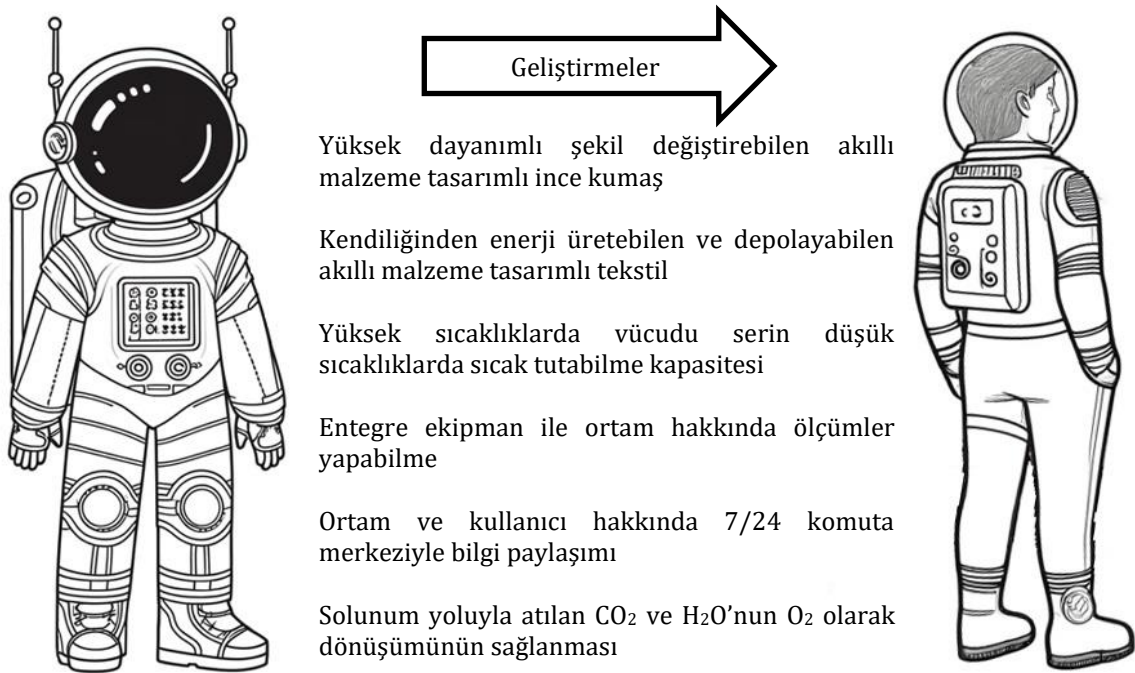 Geliştirmeler
Yüksek dayanımlı şekil değiştirebilen akıllı
malzeme tasarımlı ince kumaş
Kendiliğinden enerji üretebilen ve depolayabilen
akıllı malzeme tasarımlı tekstil
Yüksek sıcaklıklarda vücudu serin düşük
sıcaklıklarda sıcak tutabilme kapasitesi
Entegre ekipman ile ortam hakkında ölçümler
yapabilme
Ortam ve kullanıcı hakkında 7/24 komuta
merkeziyle bilgi paylaşımı
Solunum yoluyla atılan CO₂ ve H₂O’nun O₂ olarak
dönüşümünün sağlanması